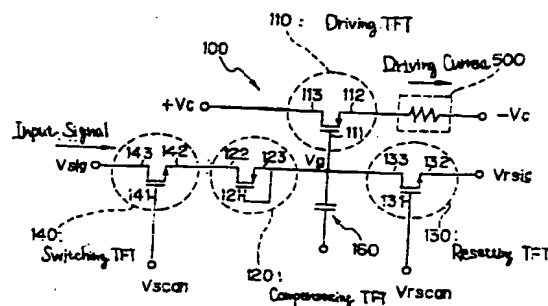 110: Driving TFT
100
Driving Current 500
113 112
+Vc
-Vc
111
Input Signal
143 142 122 123 Vg 133 132
Vsig
Vrsig
141
121
131
160
140:
Switching TFT
130:
Resetting TFT
120:
Compensating TFT
Vscan
Vrscan